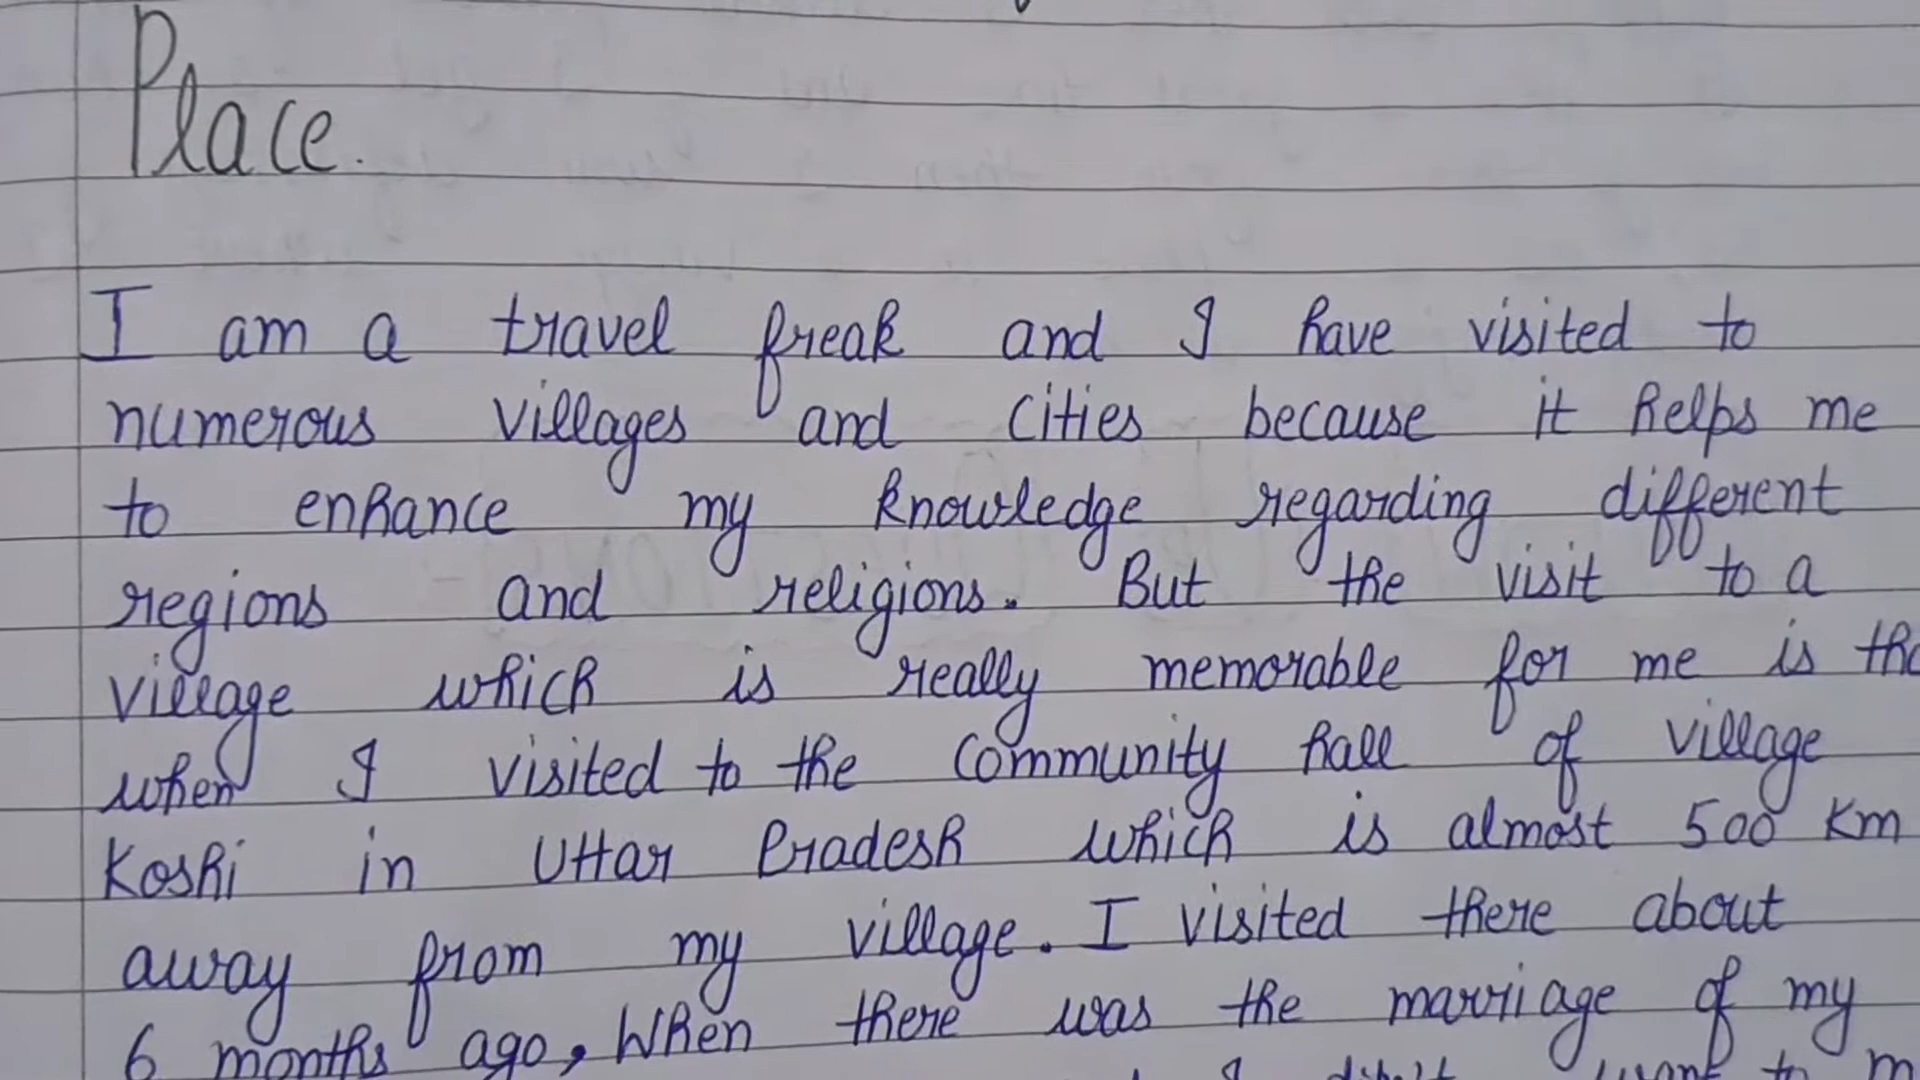 Place.
I am a travel freak and I have visited to
numerous villages and cities because it helps me
to enhance my knowledge regarding different
regions and religions. But the visit to a
village which is really memorable for me is
when I visited to the community hall of village
Koshi in Uttar Pradesh which is almost 500 Km
away from my village. I visited there about
6 months ago, When there was the marriage of my
I didn't want to